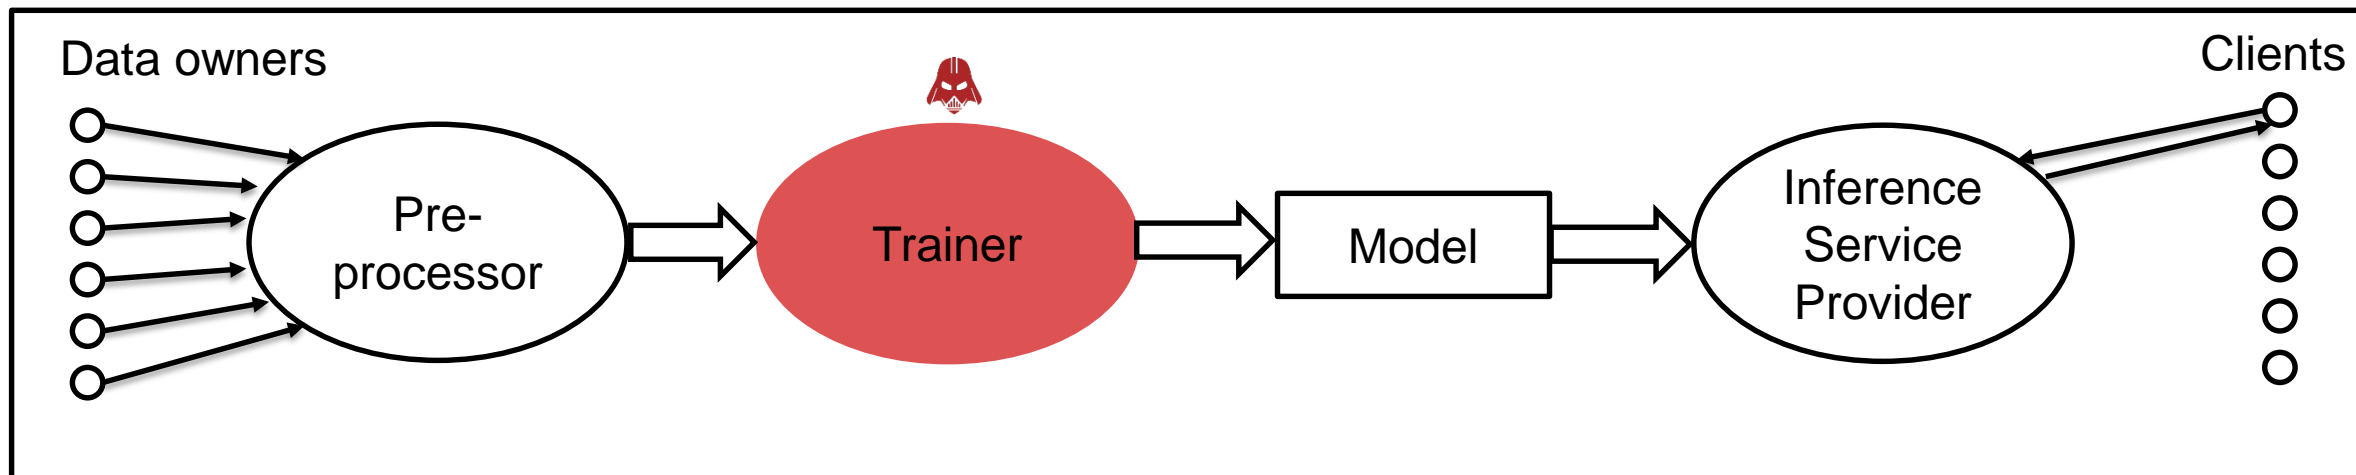 Data owners
Clients
Pre-
processor
Trainer
Model
Inference
Service
Provider